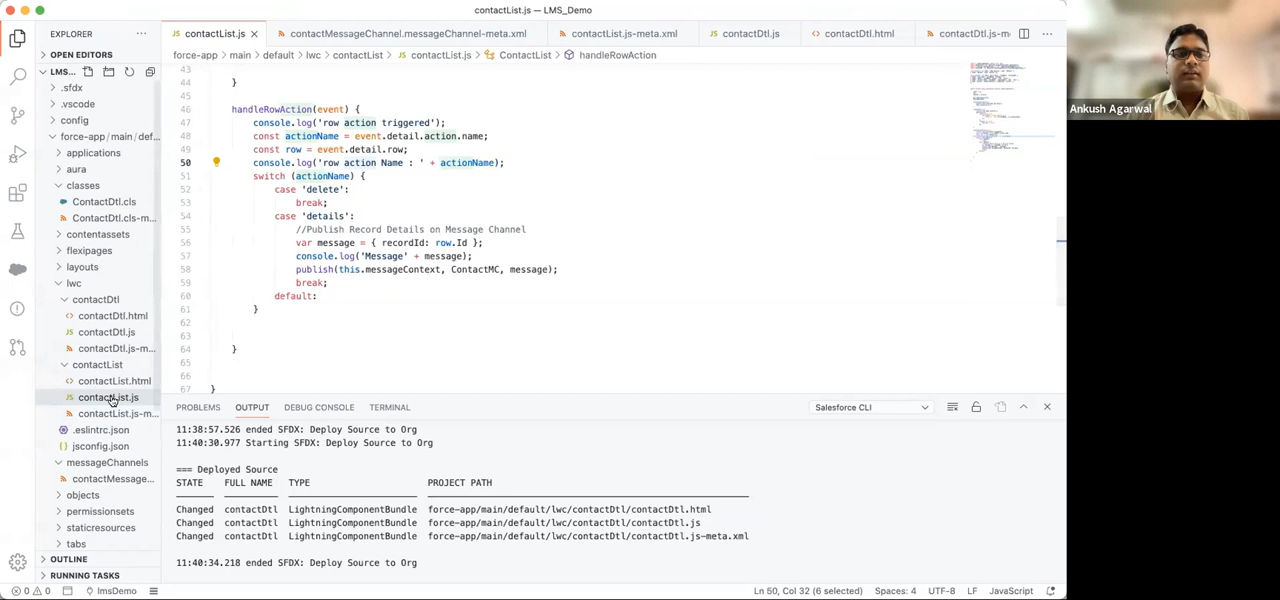 contactList.js — LMS_Demo
EXPLORER
OPEN EDITORS
LMS...
.sfdx
.vscode
config
force-app/main/def...
applications
aura
classes
ContactDtl.cls
ContactDtl.cls-m...
contentassets
flexipages
layouts
lwc
contactDtl
contactDtl.html
contactDtl.js
contactDtl.js-m...
contactList
contactList.html
contactList.js
contactList.js-m...
.eslintrc.json
jsconfig.json
messageChannels
contactMessage...
objects
permissionsets
staticresources
tabs
OUTLINE
RUNNING TASKS
contactList.js
contactMessageChannel.messageChannel-meta.xml
contactList.js-meta.xml
contactDtl.js
contactDtl.html
contactDtl.js-m
force-app > main > default > lwc > contactList > contactList.js > ContactList > handleRowAction
43
44 }
45
46 handleRowAction(event) {
47 console.log('row action triggered');
48 const actionName = event.detail.action.name;
49 const row = event.detail.row;
50 console.log('row action Name : ' + actionName);
51 switch (actionName) {
52 case 'delete':
53 break;
54 case 'details':
55 //Publish Record Details on Message Channel
56 var message = { recordId: row.Id };
57 console.log('Message' + message);
58 publish(this.messageContext, ContactMC, message);
59 break;
60 default:
61 }
62
63
64 }
65
66
67 }
PROBLEMS OUTPUT DEBUG CONSOLE TERMINAL
Salesforce CLI
11:38:57.526 ended SFDX: Deploy Source to Org
11:40:30.977 Starting SFDX: Deploy Source to Org
=== Deployed Source
STATE FULL NAME TYPE PROJECT PATH
Changed contactDtl LightningComponentBundle force-app/main/default/lwc/contactDtl/contactDtl.html
Changed contactDtl LightningComponentBundle force-app/main/default/lwc/contactDtl/contactDtl.js
Changed contactDtl LightningComponentBundle force-app/main/default/lwc/contactDtl/contactDtl.js-meta.xml
11:40:34.218 ended SFDX: Deploy Source to Org
0 0 lmsDemo
Ln 50, Col 32 (6 selected) Spaces: 4 UTF-8 LF JavaScript
Ankush Agarwal